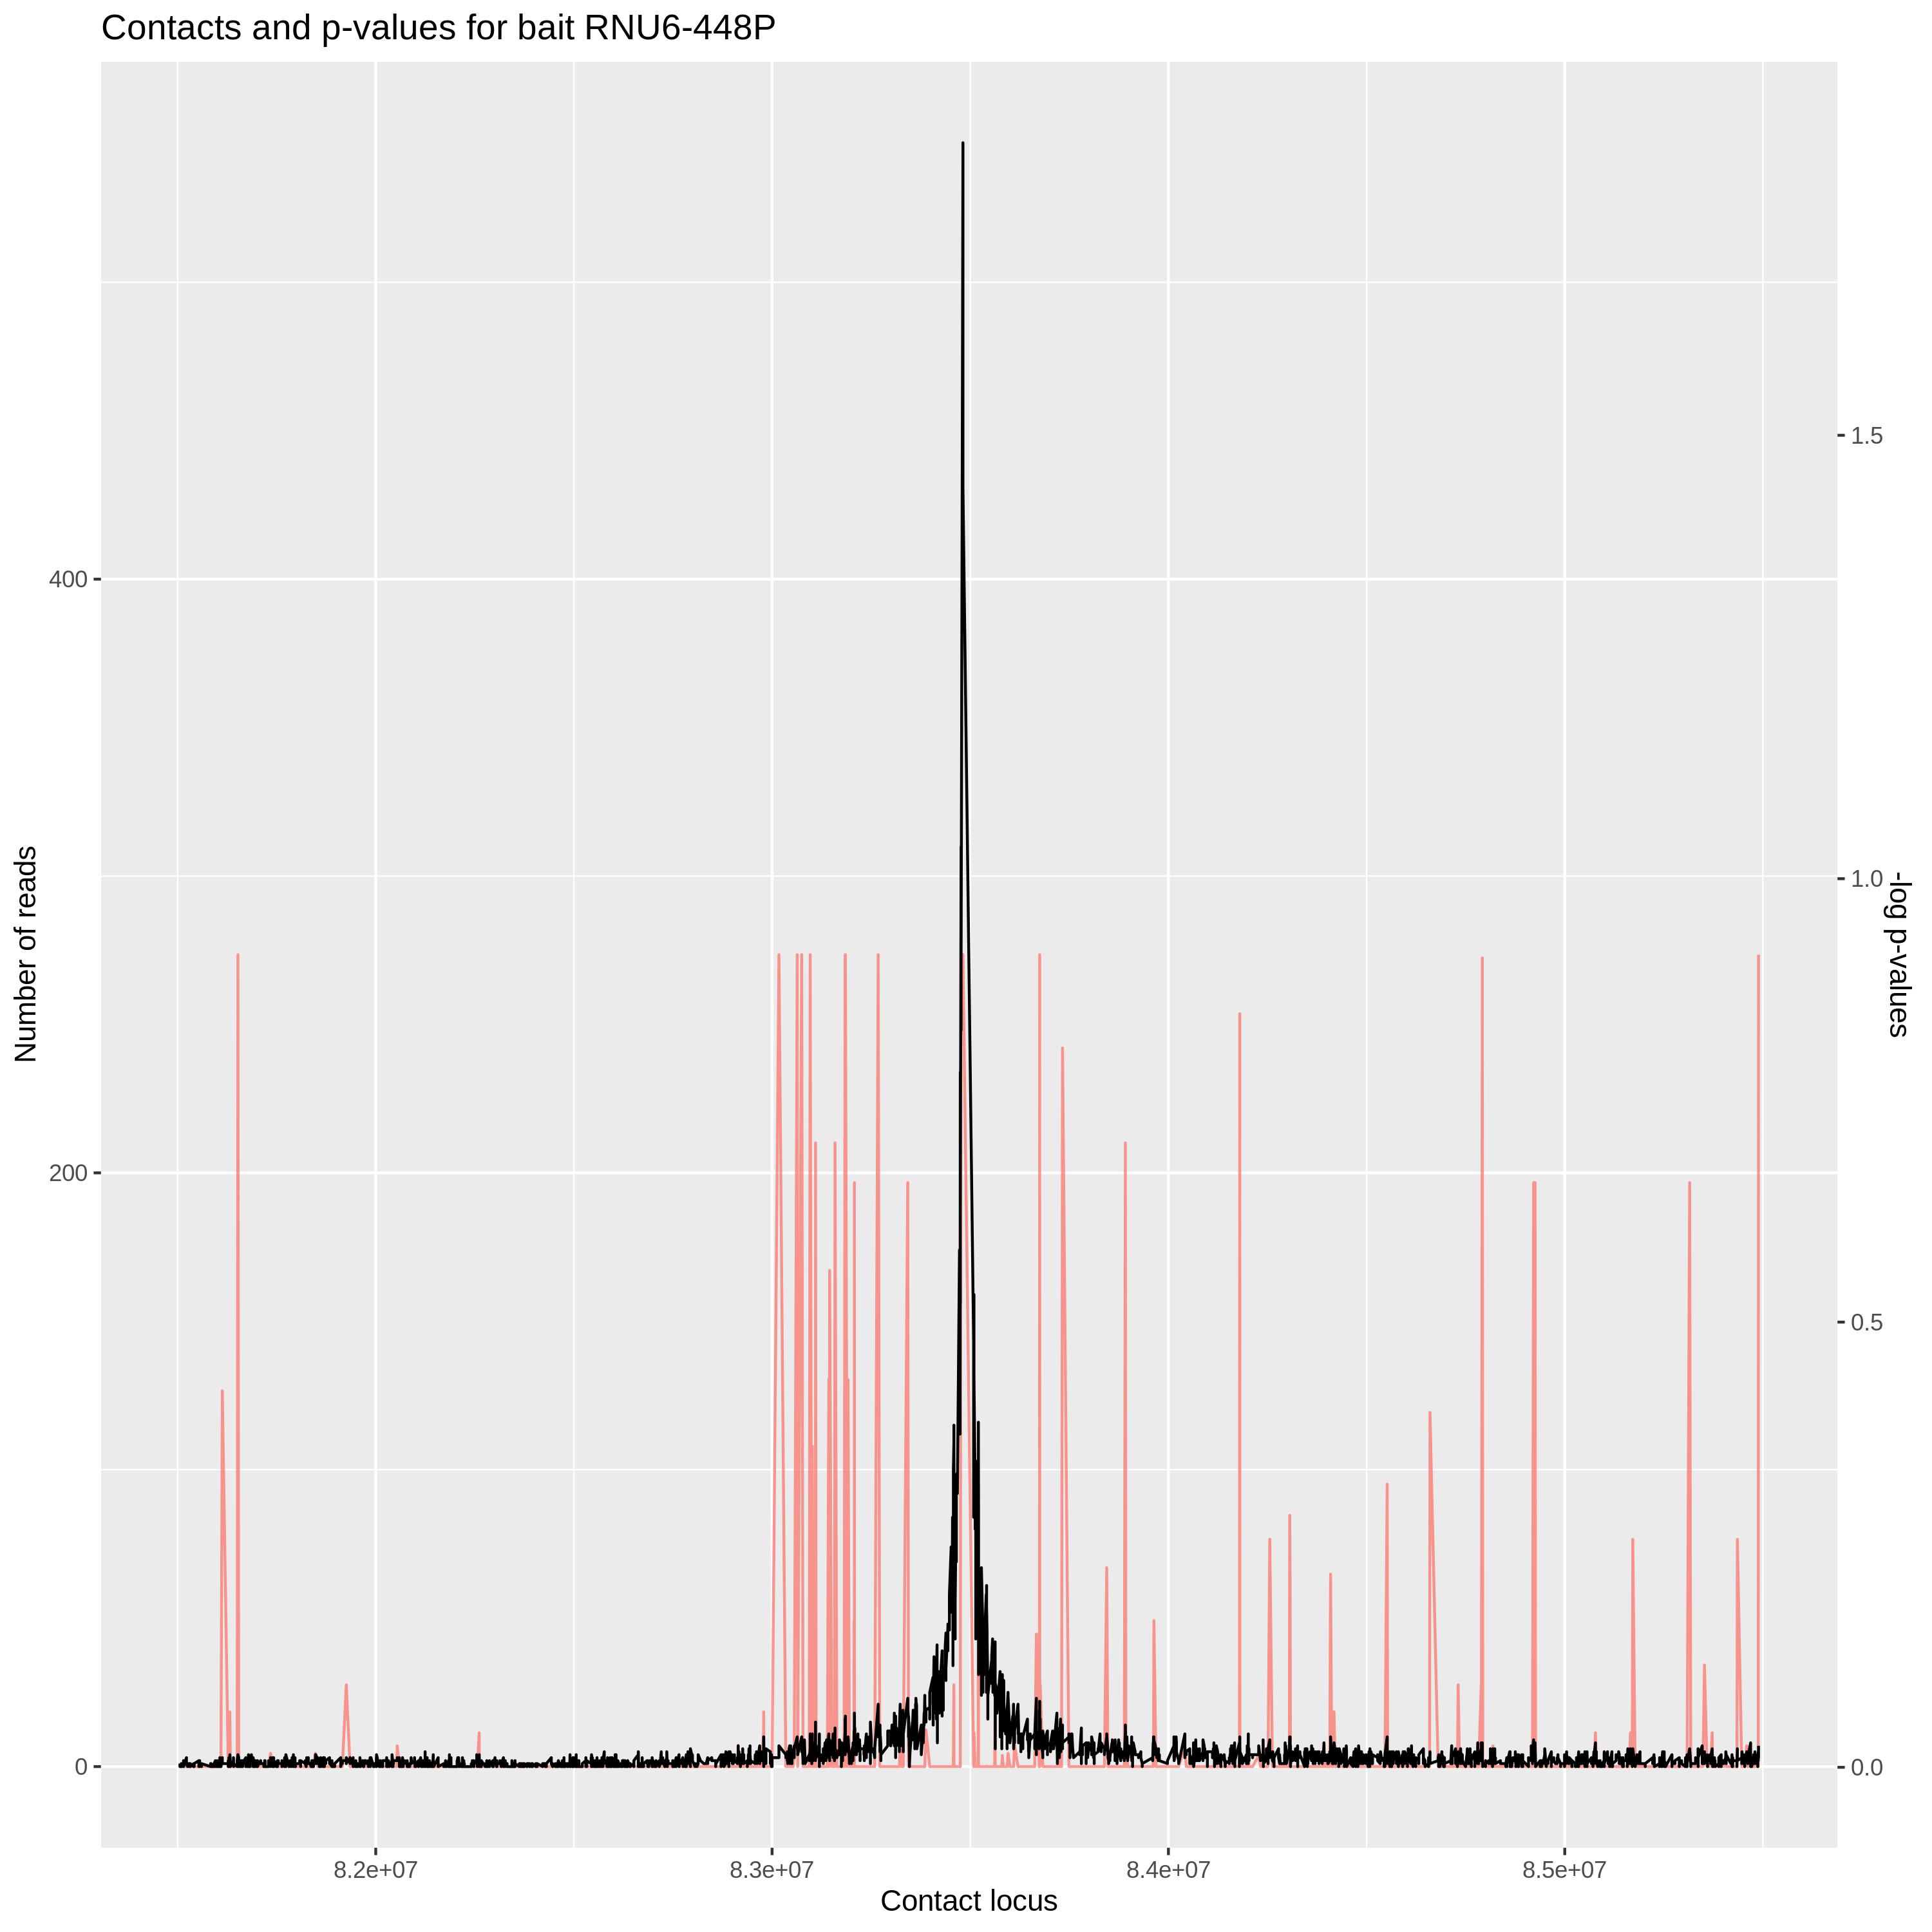 Contacts and p-values for bait RNU6-448P
Number of reads
400
200
0
1.5
1.0
0.5
0.0
-log p-values
8.2e+07
8.3e+07
8.4e+07
8.5e+07
Contact locus